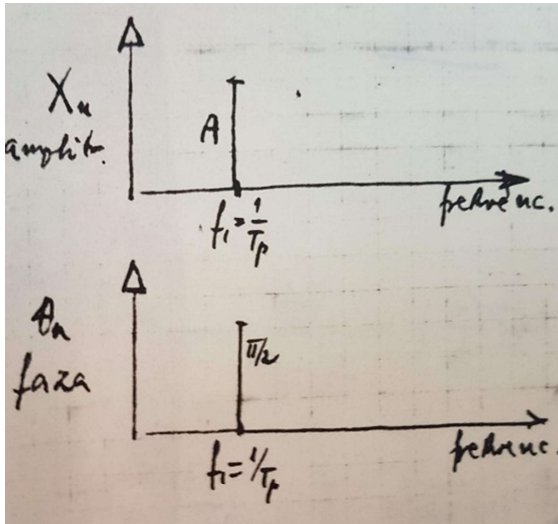 Xn
amplit.
A
f1 = 1/Tp
frekvenc.
θn
faza
π/2
f1 = 1/Tp
frekvenc.